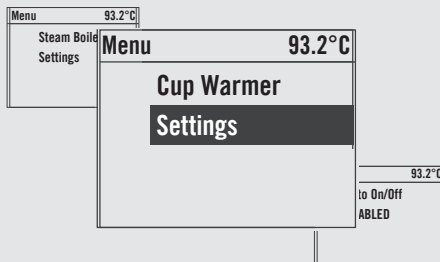 Menu 93.2°C
Steam Boile
Settings
Menu 93.2°C
Cup Warmer
Settings
93.2°C
to On/Off
ABLED